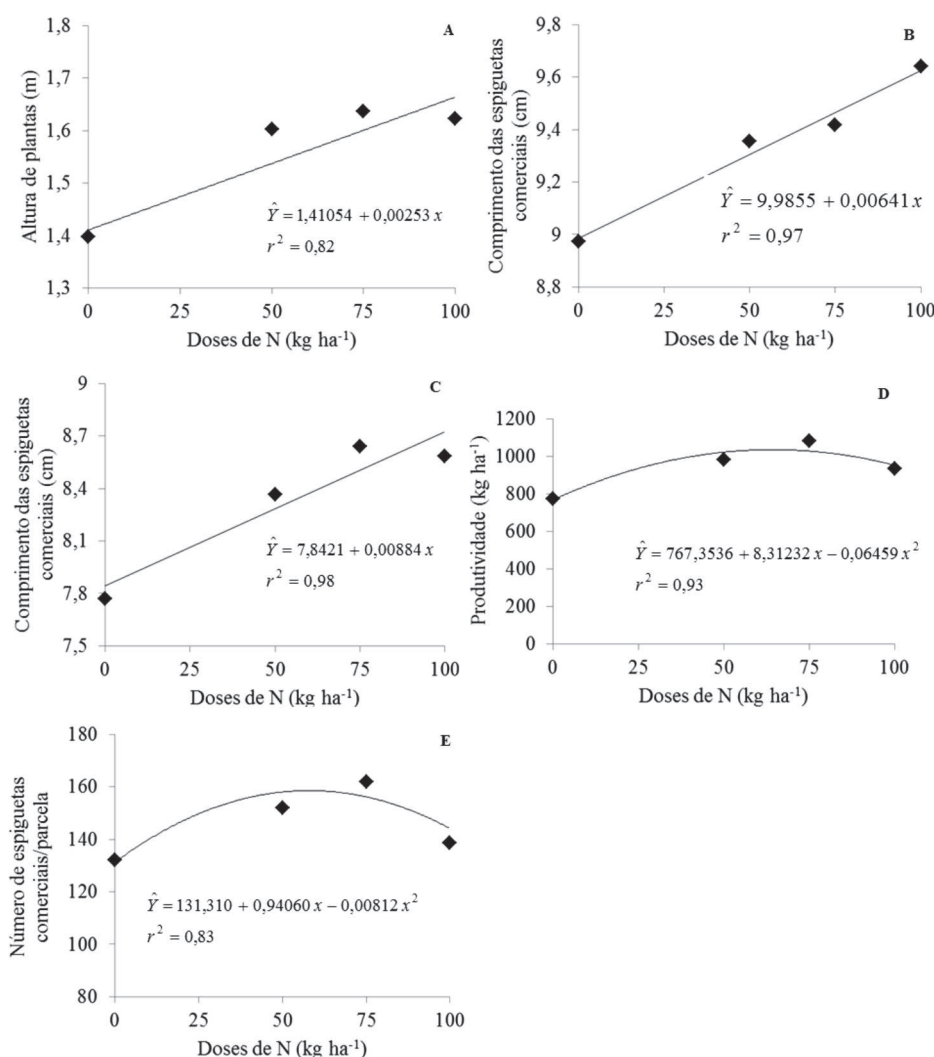 A
Altura de plantas (m)
1,8
1,7
1,6
1,5
1,4
1,3
Ŷ = 1,41054 + 0,00253 x
r² = 0,82
0 25 50 75 100
Doses de N (kg ha⁻¹)
B
Comprimento das espiguetas
comerciais (cm)
9,8
9,6
9,4
9,2
9
8,8
Ŷ = 9,9855 + 0,00641x
r² = 0,97
0 25 50 75 100
Doses de N (kg ha⁻¹)
C
Comprimento das espiguetas
comerciais (cm)
9
8,7
8,4
8,1
7,8
7,5
Ŷ = 7,8421 + 0,00884 x
r² = 0,98
0 25 50 75 100
Doses de N (kg ha⁻¹)
D
Produtividade (kg ha⁻¹)
1200
1000
800
600
400
200
0
Ŷ = 767,3536 + 8,31232 x − 0,06459 x²
r² = 0,93
0 25 50 75 100
Doses de N (kg ha⁻¹)
E
Número de espiguetas
comerciais/parcela
180
160
140
120
100
80
Ŷ = 131,310 + 0,94060 x − 0,00812 x²
r² = 0,83
0 25 50 75 100
Doses de N (kg ha⁻¹)